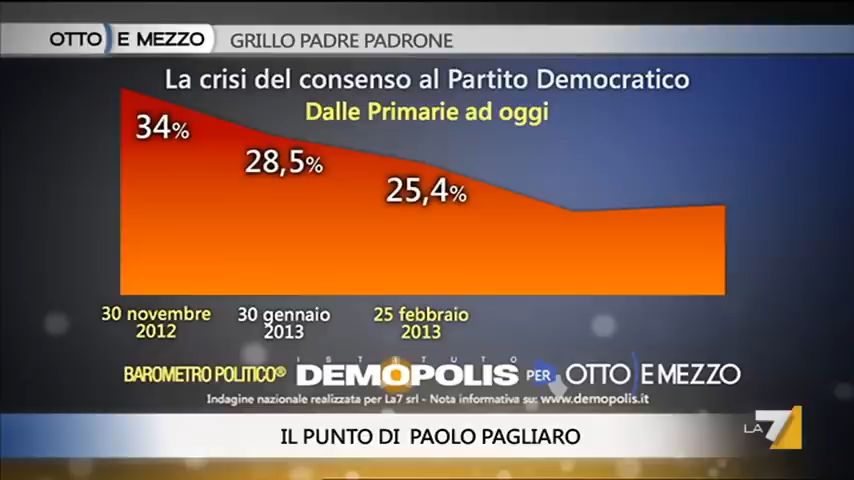 OTTO E MEZZO GRILLO PADRE PADRONE
La crisi del consenso al Partito Democratico
Dalle Primarie ad oggi
34%
28,5%
25,4%
30 novembre 2012
30 gennaio 2013
25 febbraio 2013
ISTITUTO
BAROMETRO POLITICO® DEMOPOLIS PER OTTO E MEZZO
Indagine nazionale realizzata per La7 srl - Nota informativa su: www.demopolis.it
IL PUNTO DI PAOLO PAGLIARO
LA7